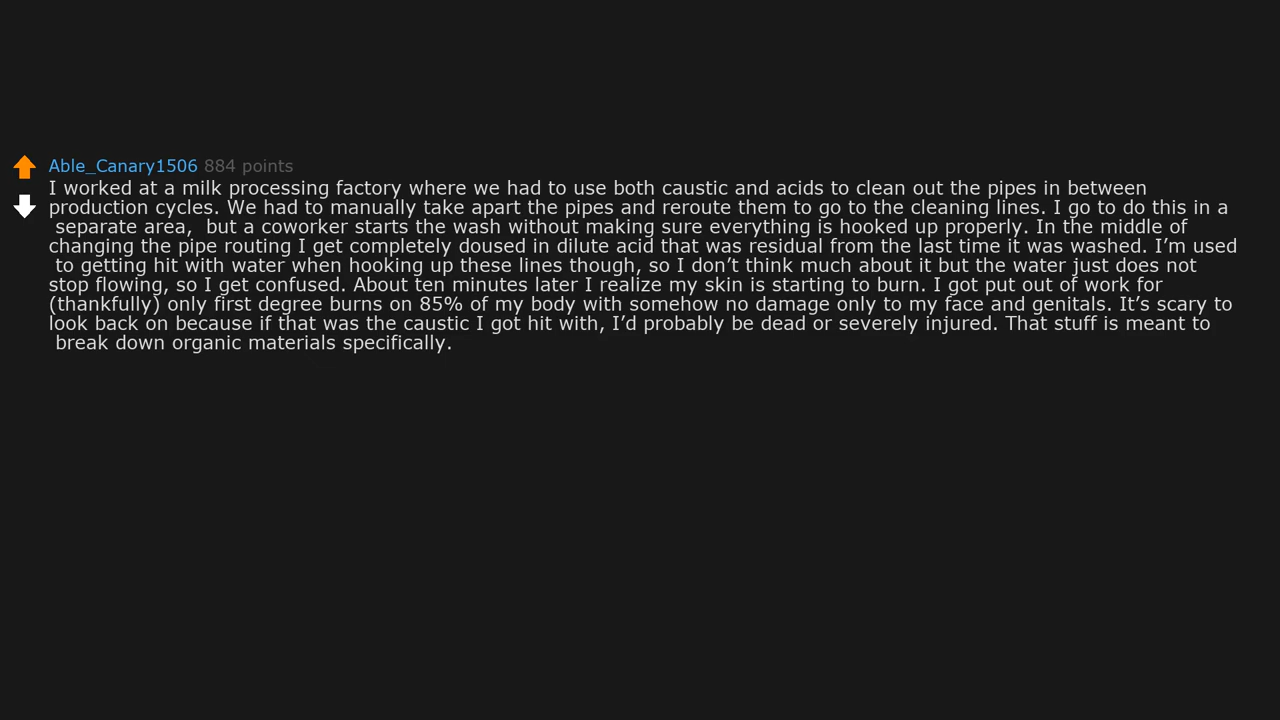 Able_Canary1506 884 points
I worked at a milk processing factory where we had to use both caustic and acids to clean out the pipes in between
production cycles. We had to manually take apart the pipes and reroute them to go to the cleaning lines. I go to do this in a
separate area,  but a coworker starts the wash without making sure everything is hooked up properly. In the middle of
changing the pipe routing I get completely doused in dilute acid that was residual from the last time it was washed. I’m used
to getting hit with water when hooking up these lines though, so I don’t think much about it but the water just does not
stop flowing, so I get confused. About ten minutes later I realize my skin is starting to burn. I got put out of work for
(thankfully) only first degree burns on 85% of my body with somehow no damage only to my face and genitals. It’s scary to
look back on because if that was the caustic I got hit with, I’d probably be dead or severely injured. That stuff is meant to
break down organic materials specifically.